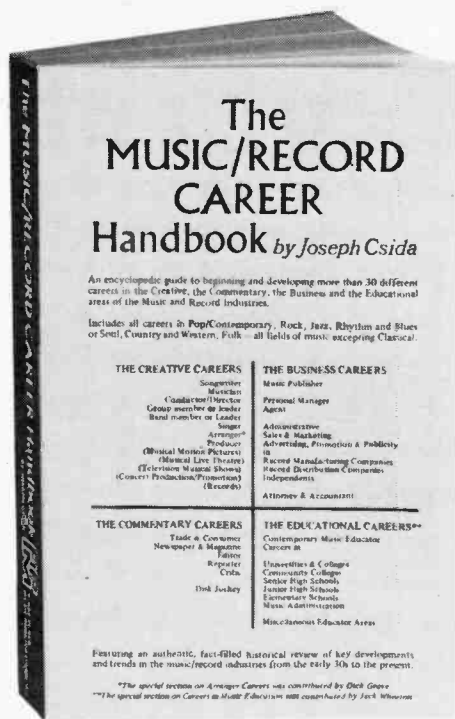 The
MUSIC/RECORD
CAREER
Handbook by Joseph Csida
An encyclopedic guide to beginning and developing more than 30 different
careers in the Creative, the Commentary, the Business and the Educational
areas of the Music and Record Industries.
Includes all careers in Pop/Contemporary, Rock, Jazz, Rhythm and Blues
or Soul, Country and Western, Folk – all fields of music excepting Classical.
THE CREATIVE CAREERS
Songwriter
Musician
Conductor/Director
Group member or leader
Band member or Leader
Singer
Arranger*
Producer
(Musical Motion Pictures)
(Musical Live Theatre)
(Television Musical Shows)
(Concert Production/Promotion)
(Records)
THE BUSINESS CAREERS
Music Publisher
Personal Manager
Agent
Administrative
Sales & Marketing
Advertising, Promotion & Publicity
in
Record Manufacturing Companies
Record Distribution Companies
Independents
Attorney & Accountant
THE COMMENTARY CAREERS
Trade & Consumer
Newspaper & Magazine
Editor
Reporter
Critic
Disk Jockey
THE EDUCATIONAL CAREERS**
Contemporary Music Educator
Careers in
Universities & Colleges
Community Colleges
Senior High Schools
Junior High Schools
Elementary Schools
Music Administration
Miscellaneous Educator Areas
Featuring an authentic, fact-filled historical review of key developments
and trends in the music/record industries from the early 30s to the present.
*The special section on Arranger Careers was contributed by Dick Grove
**The special section on Careers in Music Education was contributed by Jack Wheaton
The MUSIC/RECORD CAREER Handbook